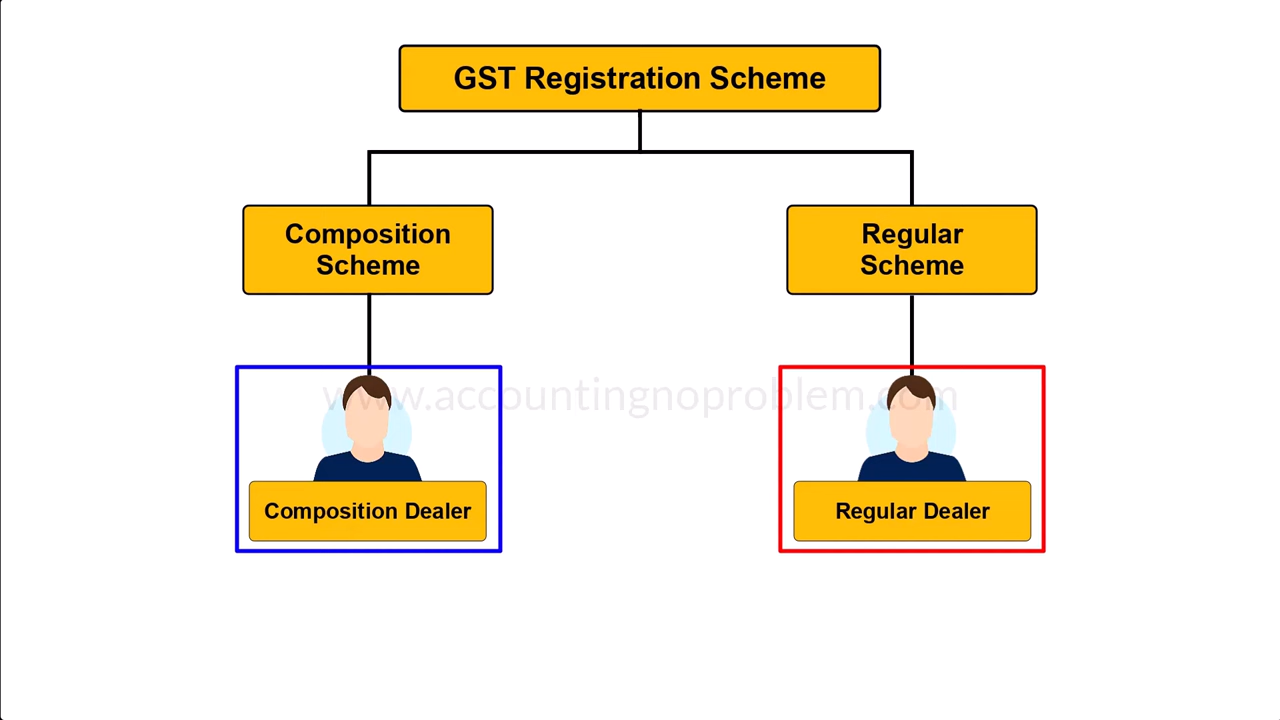 GST Registration Scheme
Composition
Scheme
Regular
Scheme
www.accountingnoproblem.com
Composition Dealer
Regular Dealer